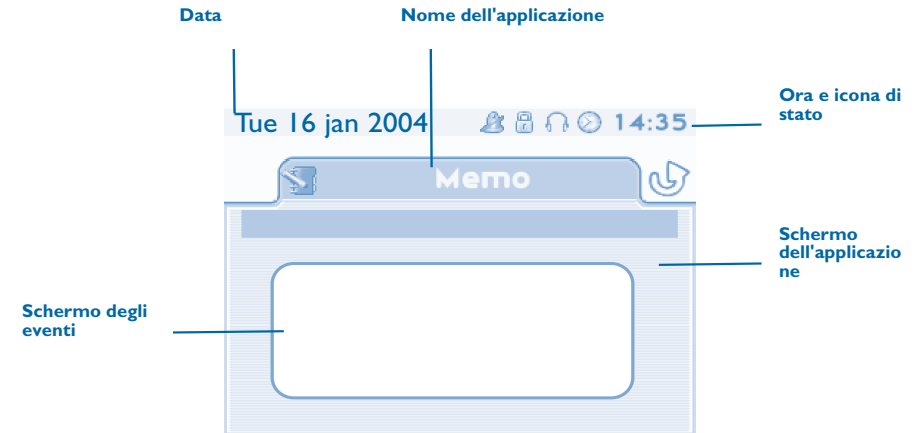 Data
Nome dell'applicazione
Ora e icona di
stato
Tue 16 jan 2004
14:35
Memo
Schermo
dell'applicazio
ne
Schermo degli
eventi